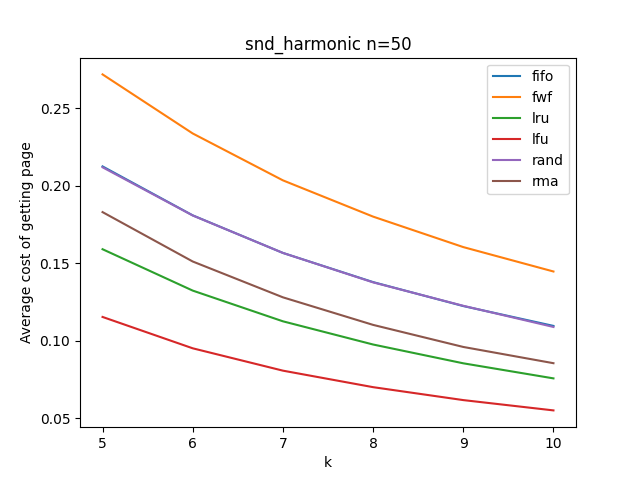 snd_harmonic n=50
Average cost of getting page
0.25
0.20
0.15
0.10
0.05
5 6 7 8 9 10
k
fifo
fwf
lru
lfu
rand
rma